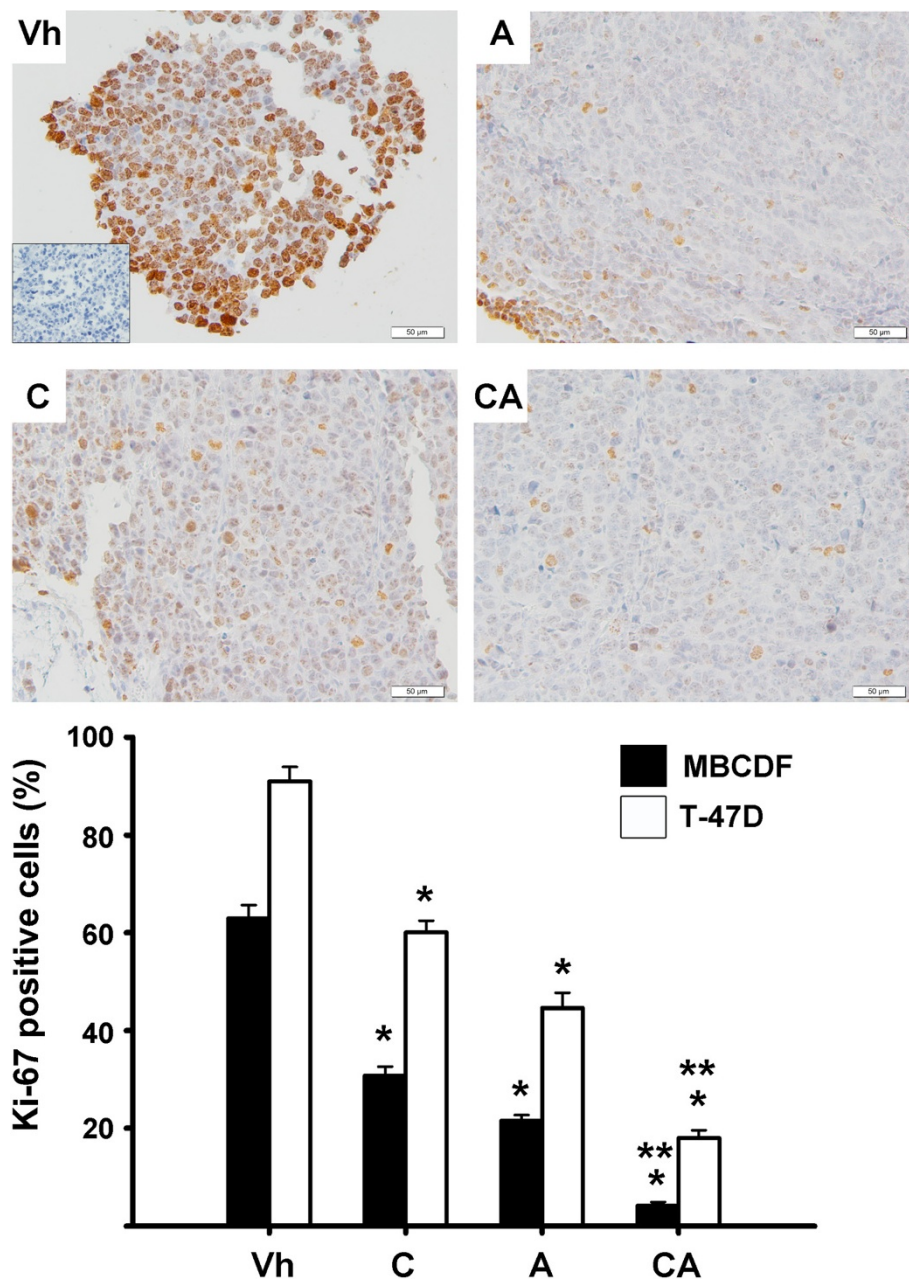 Vh
A
50 µm
50 µm
C
CA
50 µm
50 µm
Ki-67 positive cells (%)
100
80
60
40
20
MBCDF
T-47D
*
*
*
*
**
*
**
*
Vh C A CA